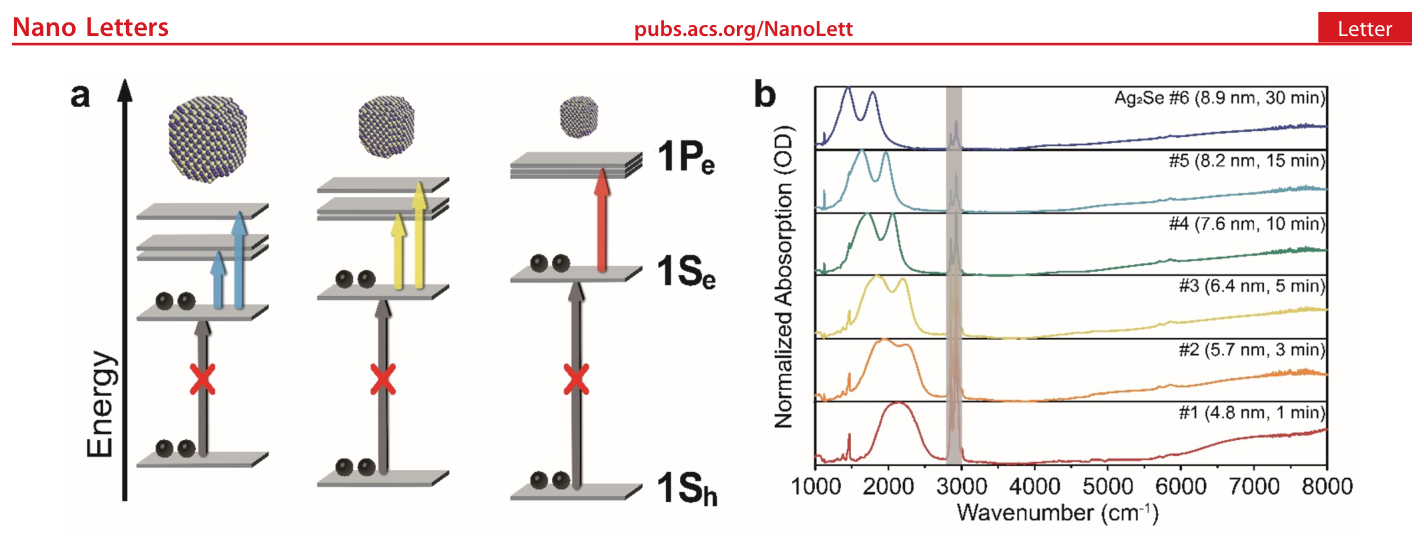 Nano Letters
pubs.acs.org/NanoLett
Letter
a
Energy
1Pₑ
1Sₑ
1Sₕ
b
Normalized Abosorption (OD)
Ag₂Se #6 (8.9 nm, 30 min)
#5 (8.2 nm, 15 min)
#4 (7.6 nm, 10 min)
#3 (6.4 nm, 5 min)
#2 (5.7 nm, 3 min)
#1 (4.8 nm, 1 min)
1000 2000 3000 4000 5000 6000 7000 8000
Wavenumber (cm⁻¹)